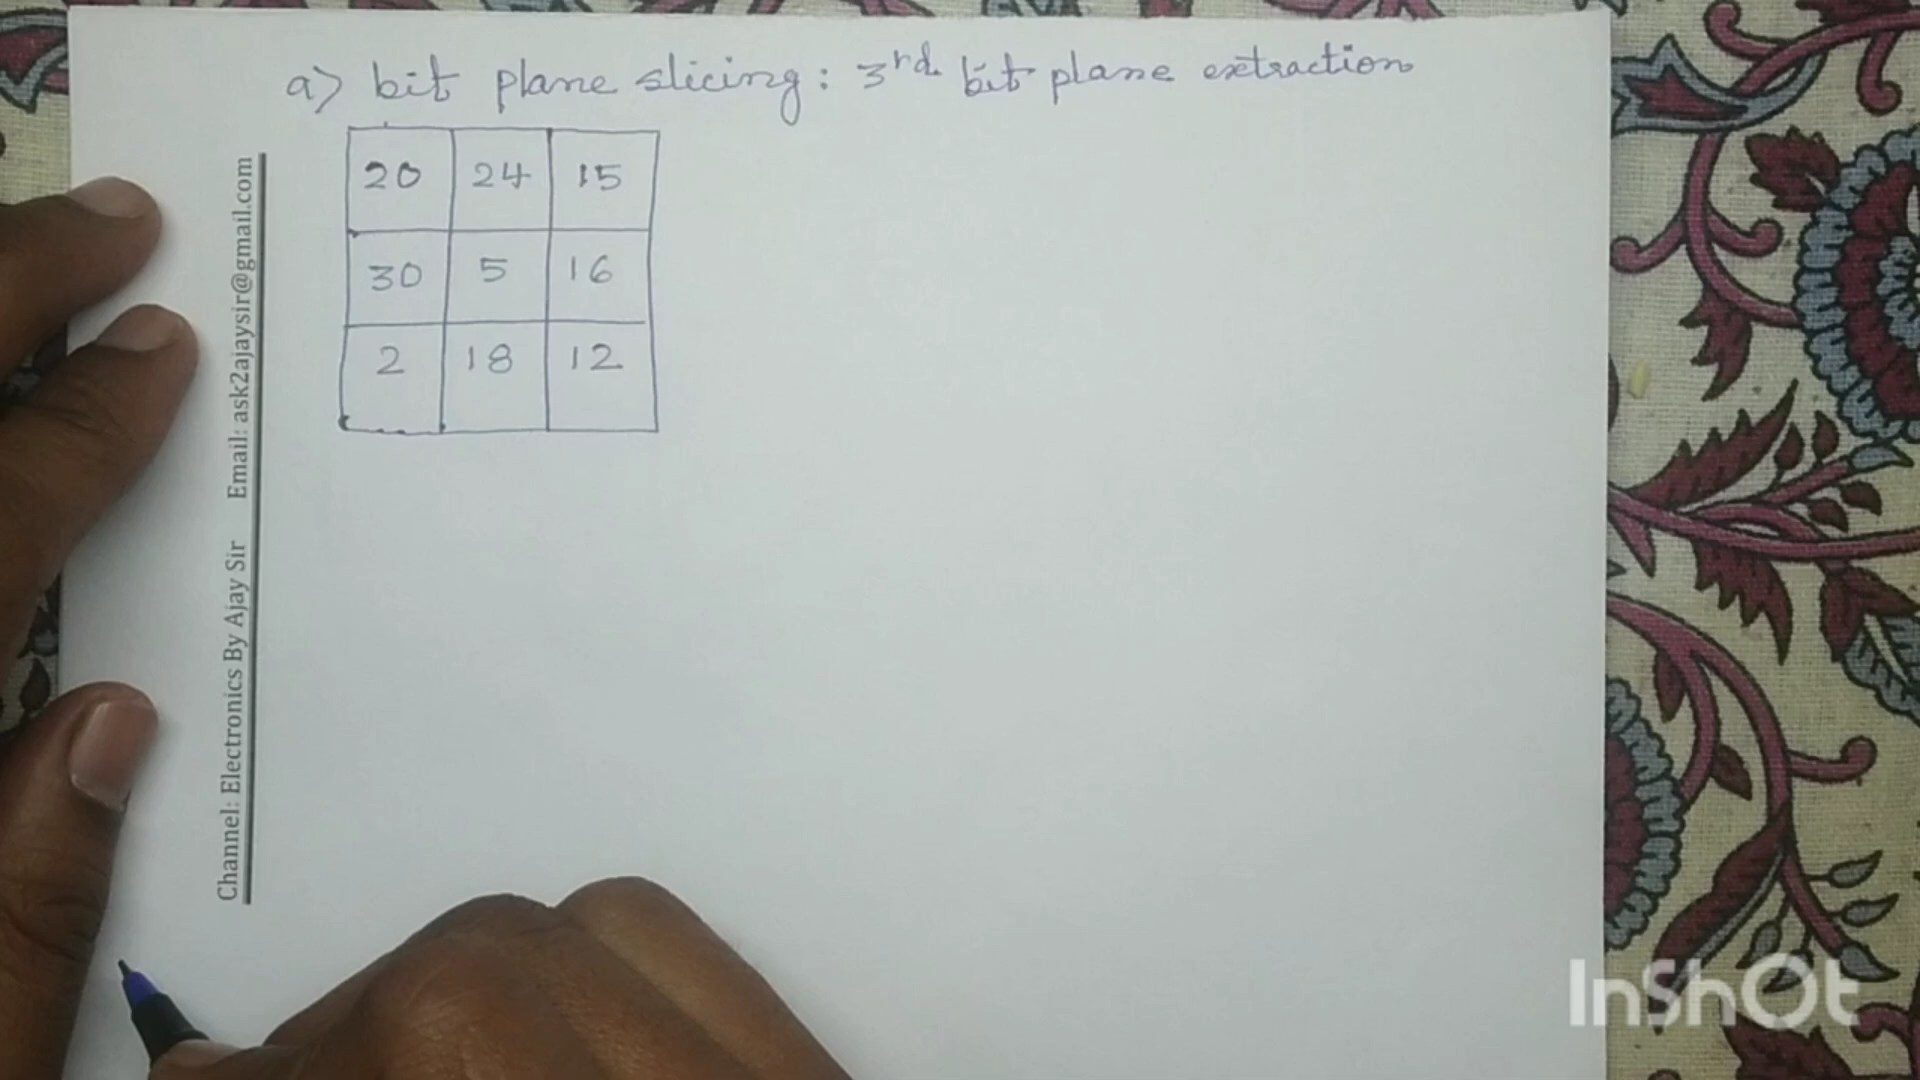 a) bit plane slicing: 3rd bit plane extraction
20 24 15
30 5 16
2 18 12
Channel: Electronics By Ajay Sir Email: ask2ajaysir@gmail.com
InShOt